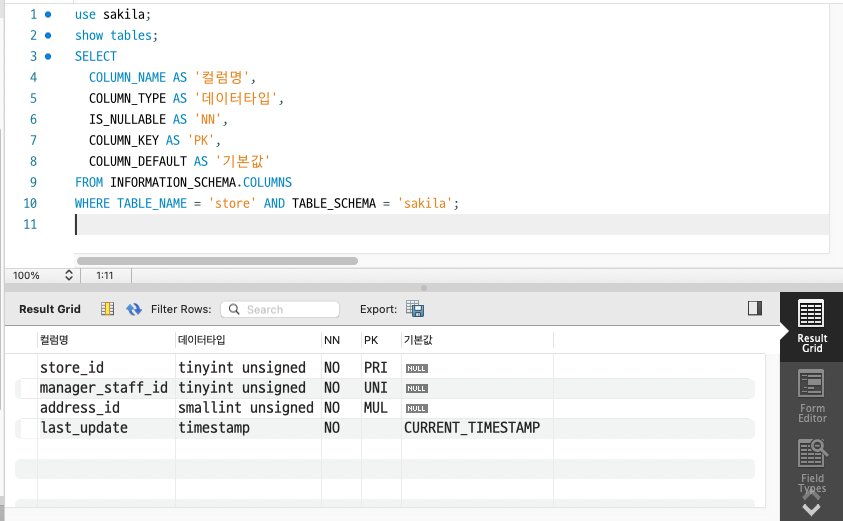 1 use sakila;
2 show tables;
3 SELECT
4 COLUMN_NAME AS '컬럼명',
5 COLUMN_TYPE AS '데이터타입',
6 IS_NULLABLE AS 'NN',
7 COLUMN_KEY AS 'PK',
8 COLUMN_DEFAULT AS '기본값'
9 FROM INFORMATION_SCHEMA.COLUMNS
10 WHERE TABLE_NAME = 'store' AND TABLE_SCHEMA = 'sakila';
11
100% 1:11
Result Grid Filter Rows: Search Export:
컬럼명 데이터타입 NN PK 기본값
store_id tinyint unsigned NO PRI NULL
manager_staff_id tinyint unsigned NO UNI NULL
address_id smallint unsigned NO MUL NULL
last_update timestamp NO CURRENT_TIMESTAMP
Result
Grid
Form
Editor
Field
Types